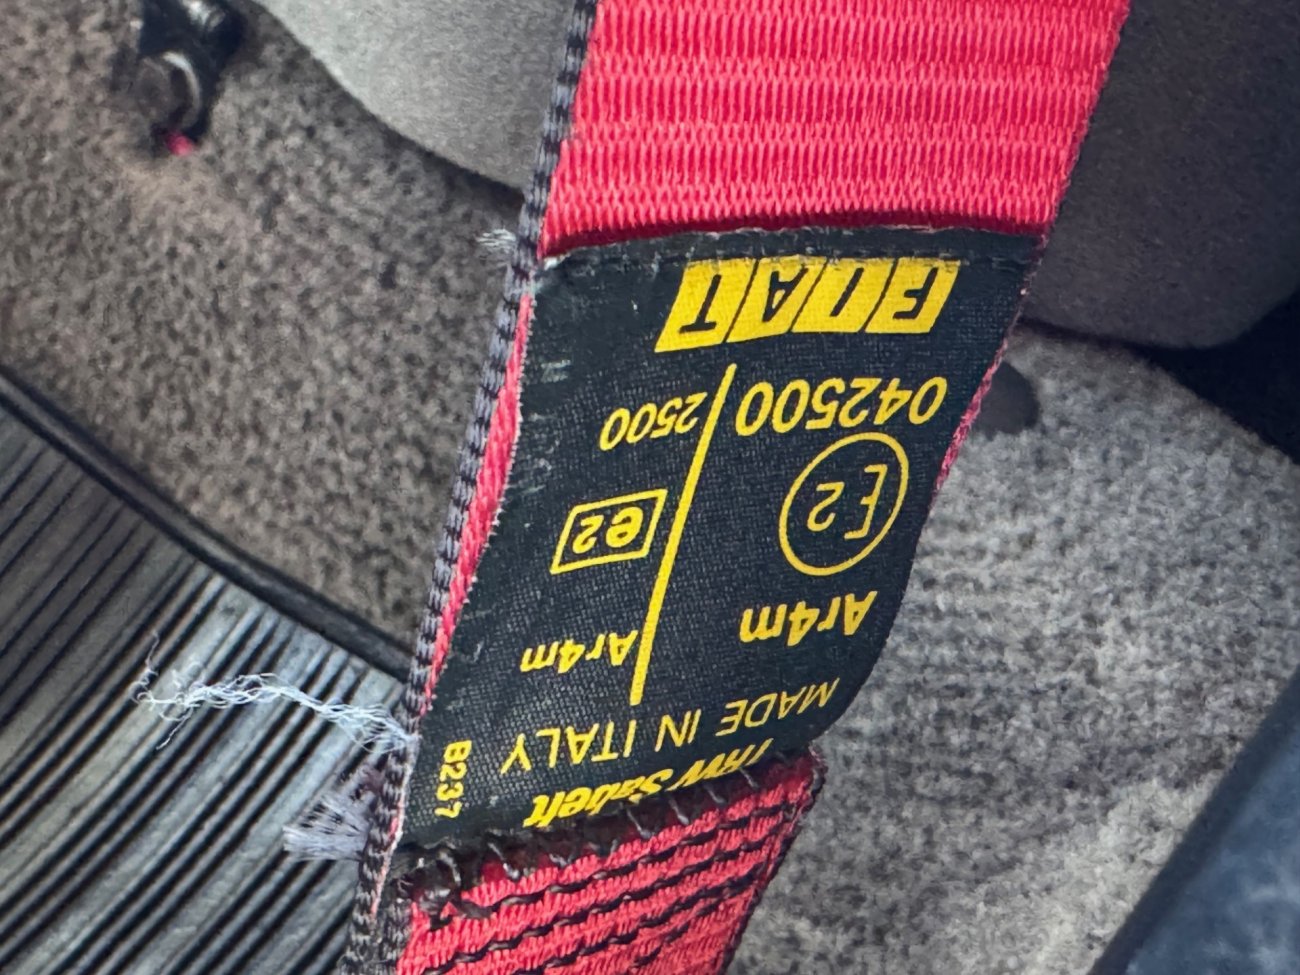 TRW Sabelt
MADE IN ITALY
B237
Ar4m
Ar4m
E2
e2
042500
2500
FIAT